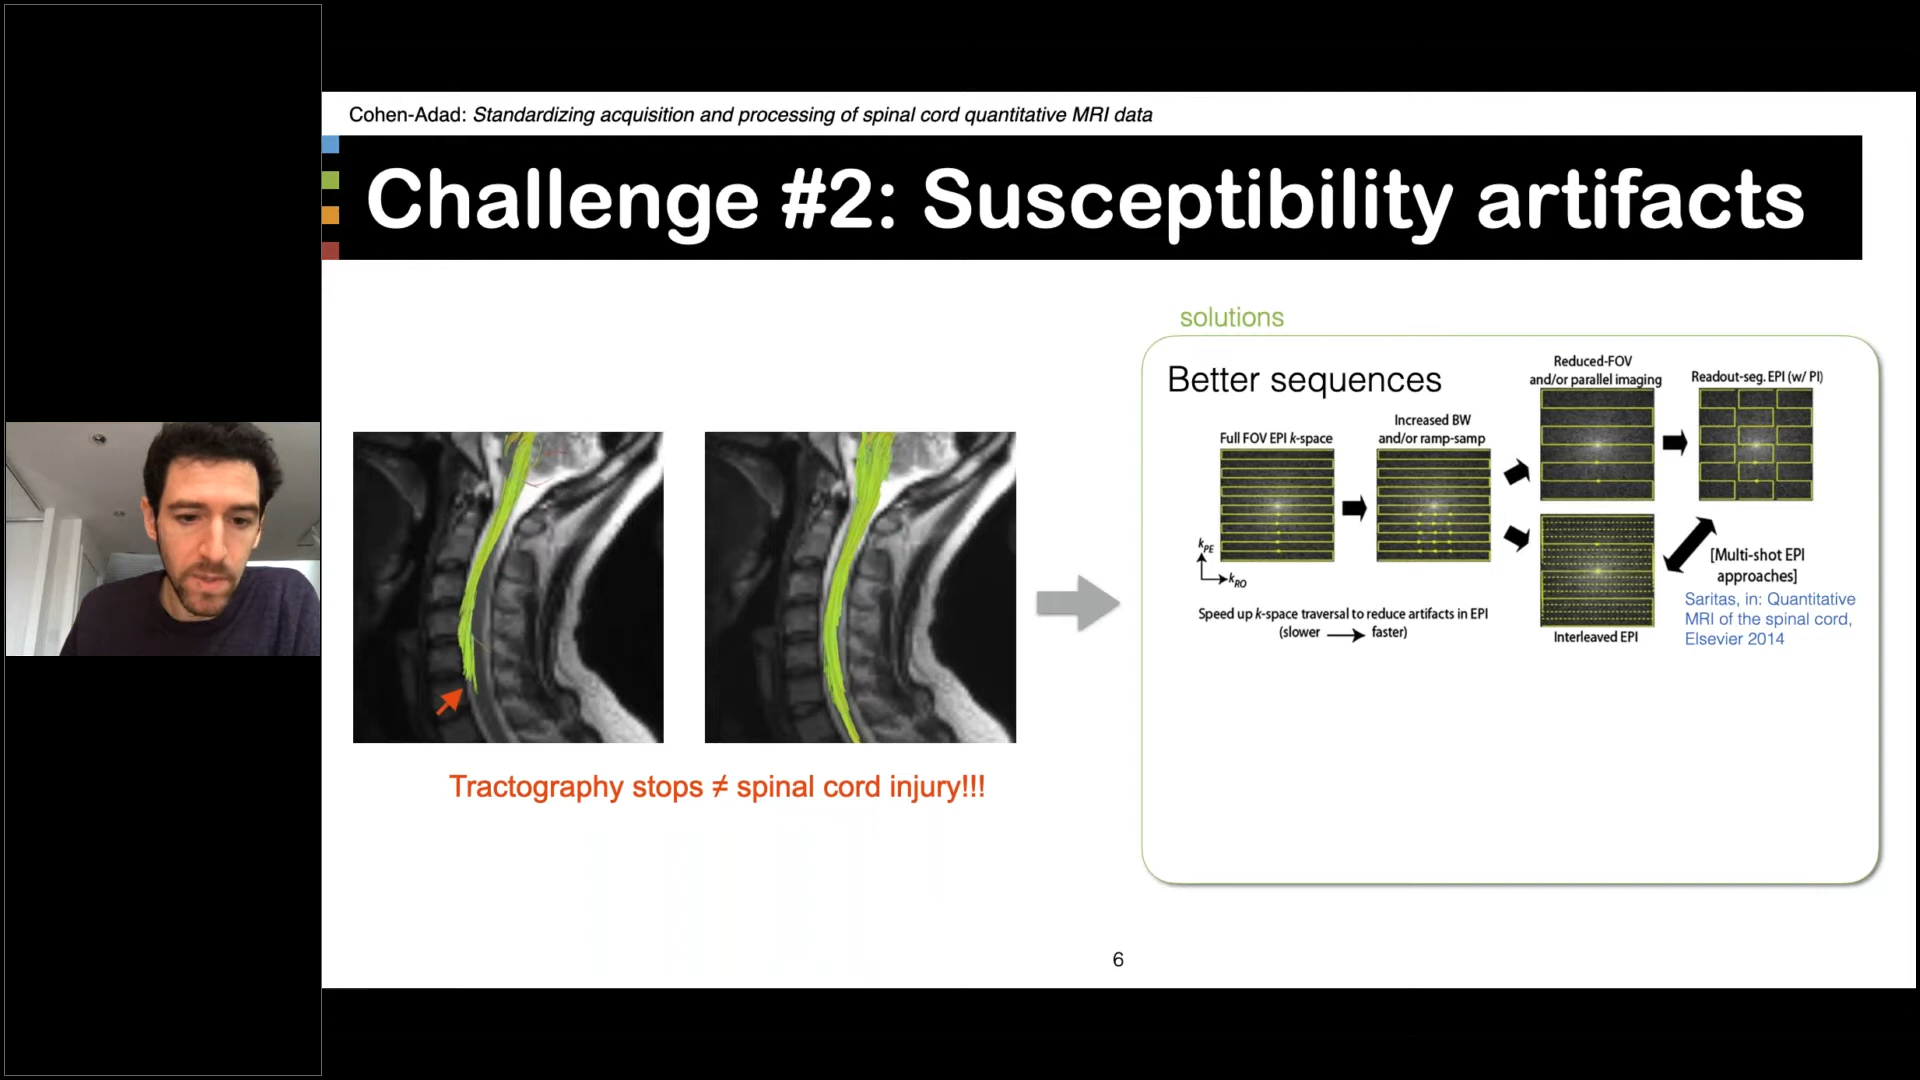 Cohen-Adad: Standardizing acquisition and processing of spinal cord quantitative MRI data
Challenge #2: Susceptibility artifacts
Tractography stops ≠ spinal cord injury!!!
solutions
Better sequences
Full FOV EPI k-space
Increased BW
and/or ramp-samp
Reduced-FOV
and/or parallel imaging
Readout-seg. EPI (w/ PI)
kPE
kRO
Speed up k-space traversal to reduce artifacts in EPI
(slower → faster)
Interleaved EPI
[Multi-shot EPI
approaches]
Saritas, in: Quantitative
MRI of the spinal cord,
Elsevier 2014
6